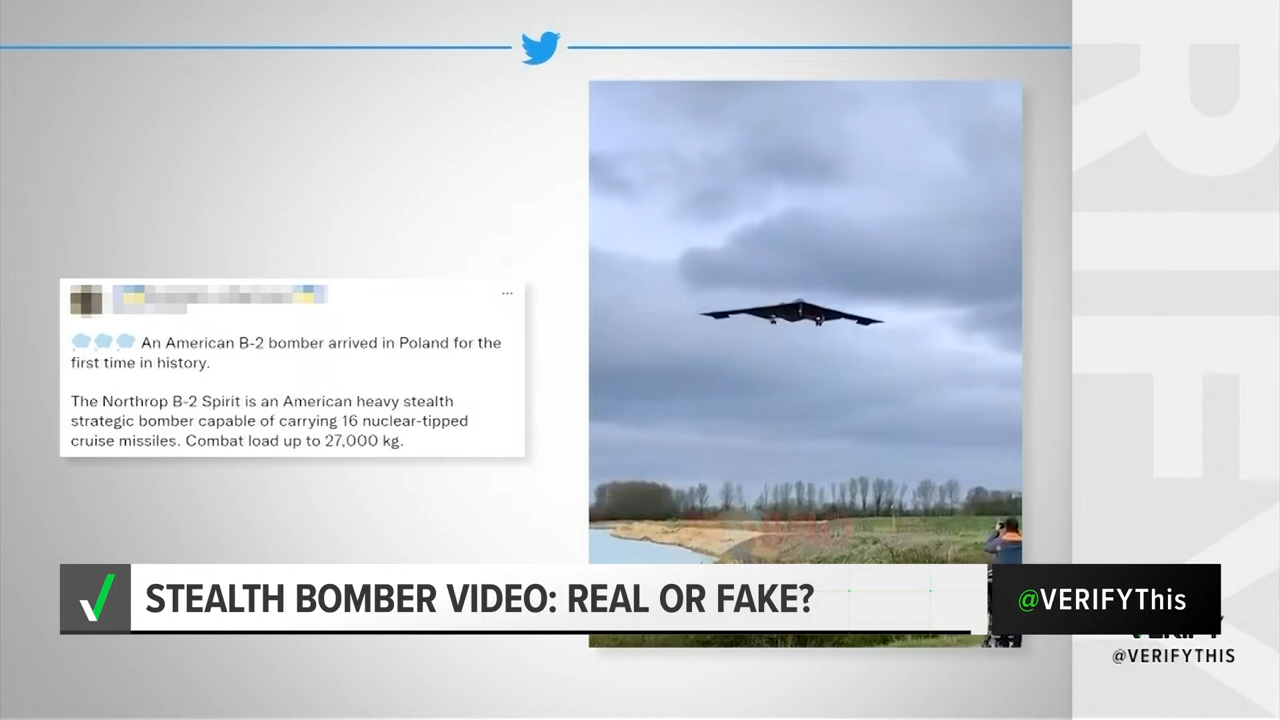 An American B-2 bomber arrived in Poland for the
first time in history.
The Northrop B-2 Spirit is an American heavy stealth
strategic bomber capable of carrying 16 nuclear-tipped
cruise missiles. Combat load up to 27,000 kg.
STEALTH BOMBER VIDEO: REAL OR FAKE?
@VERIFYThis
@VERIFYTHIS